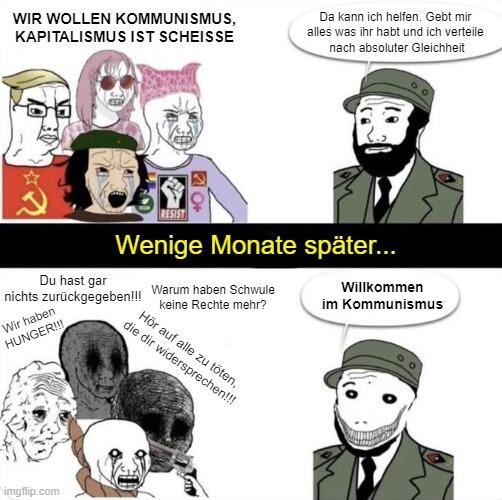 WIR WOLLEN KOMMUNISMUS,
KAPITALISMUS IST SCHEISSE
Da kann ich helfen. Gebt mir
alles was ihr habt und ich verteile
nach absoluter Gleichheit
RESIST
Wenige Monate später...
Du hast gar
nichts zurückgegeben!!!
Warum haben Schwule
keine Rechte mehr?
Wir haben
HUNGER!!!
Hör auf alle zu töten,
die dir widersprechen!!!
Willkommen
im Kommunismus
imgflip.com